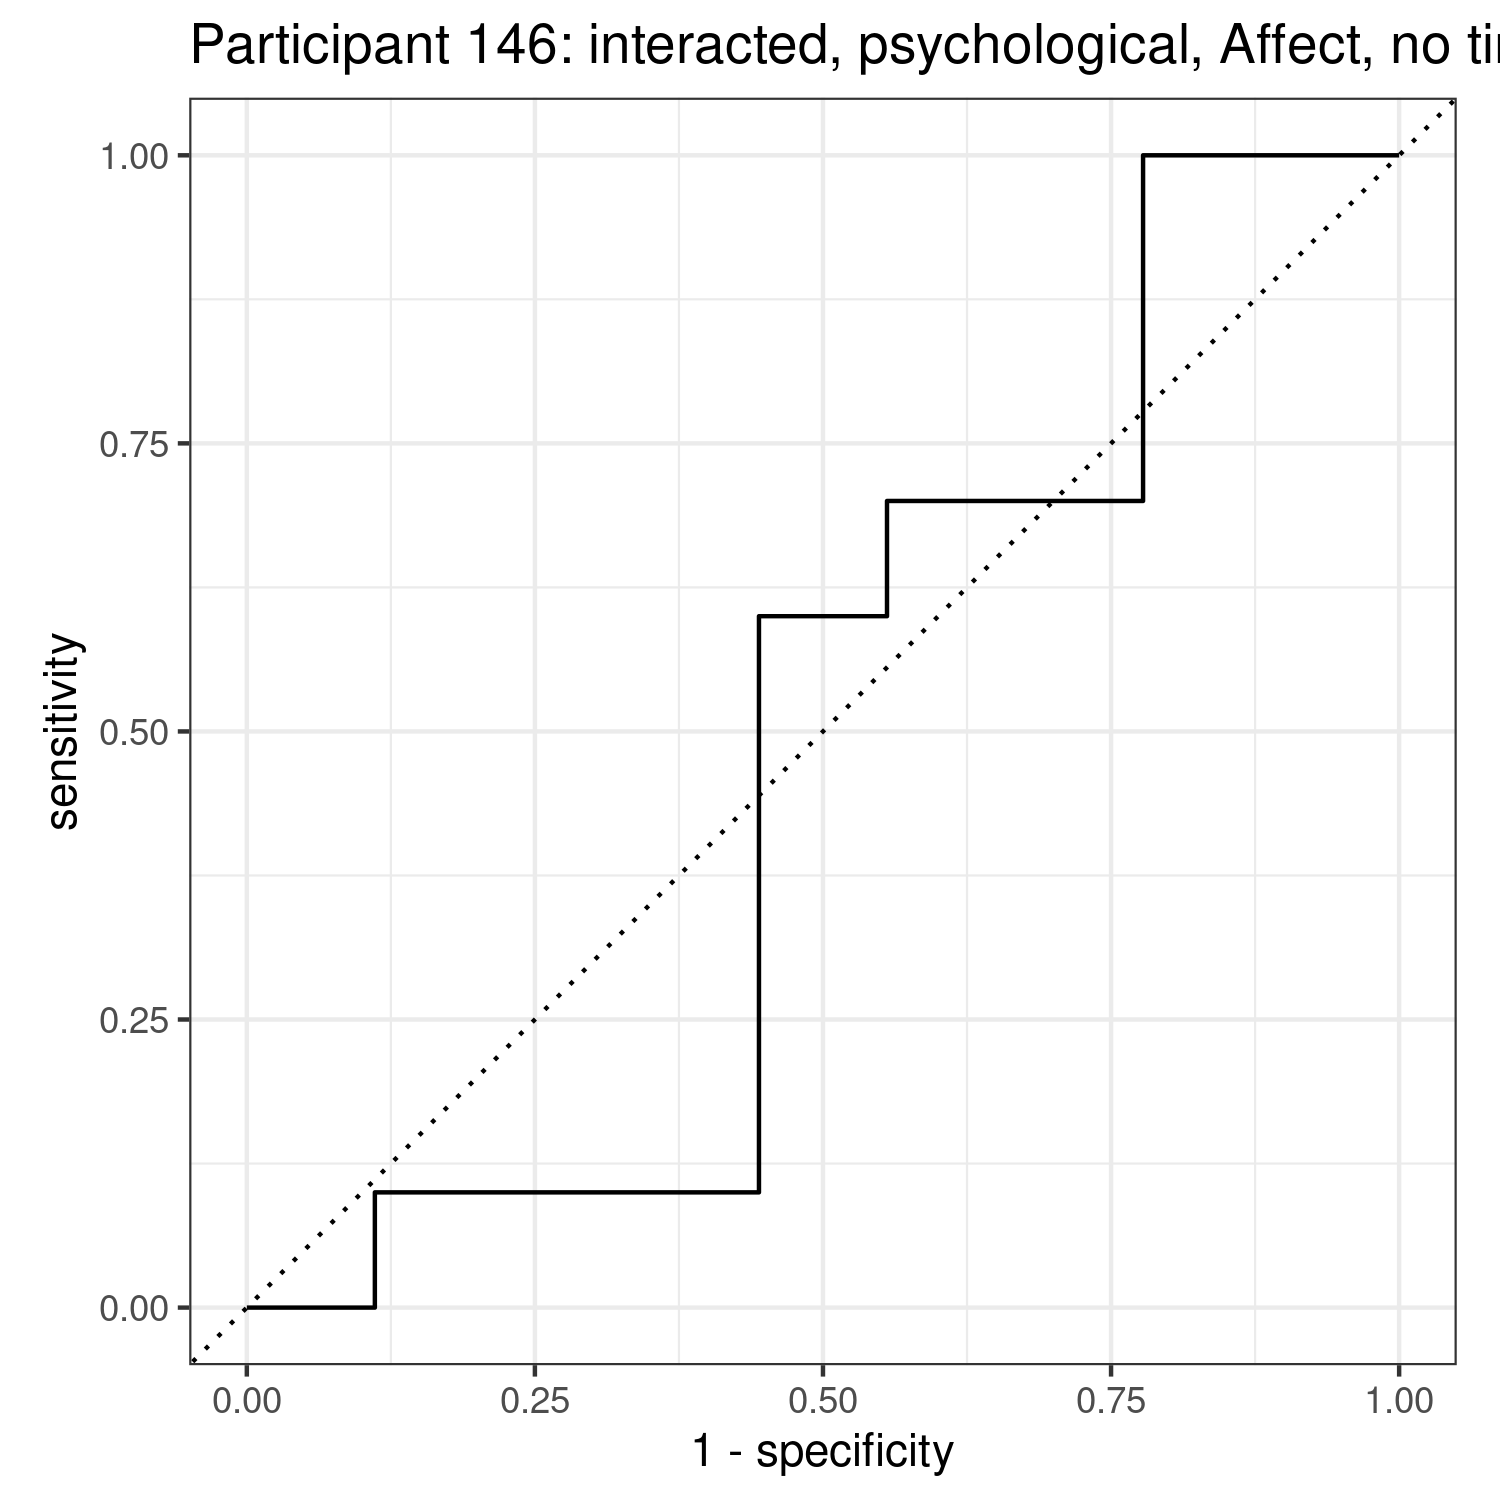 Participant 146: interacted, psychological, Affect, no
1.00
0.75
0.50
0.25
0.00
sensitivity
0.00 0.25 0.50 0.75 1.00
1 - specificity